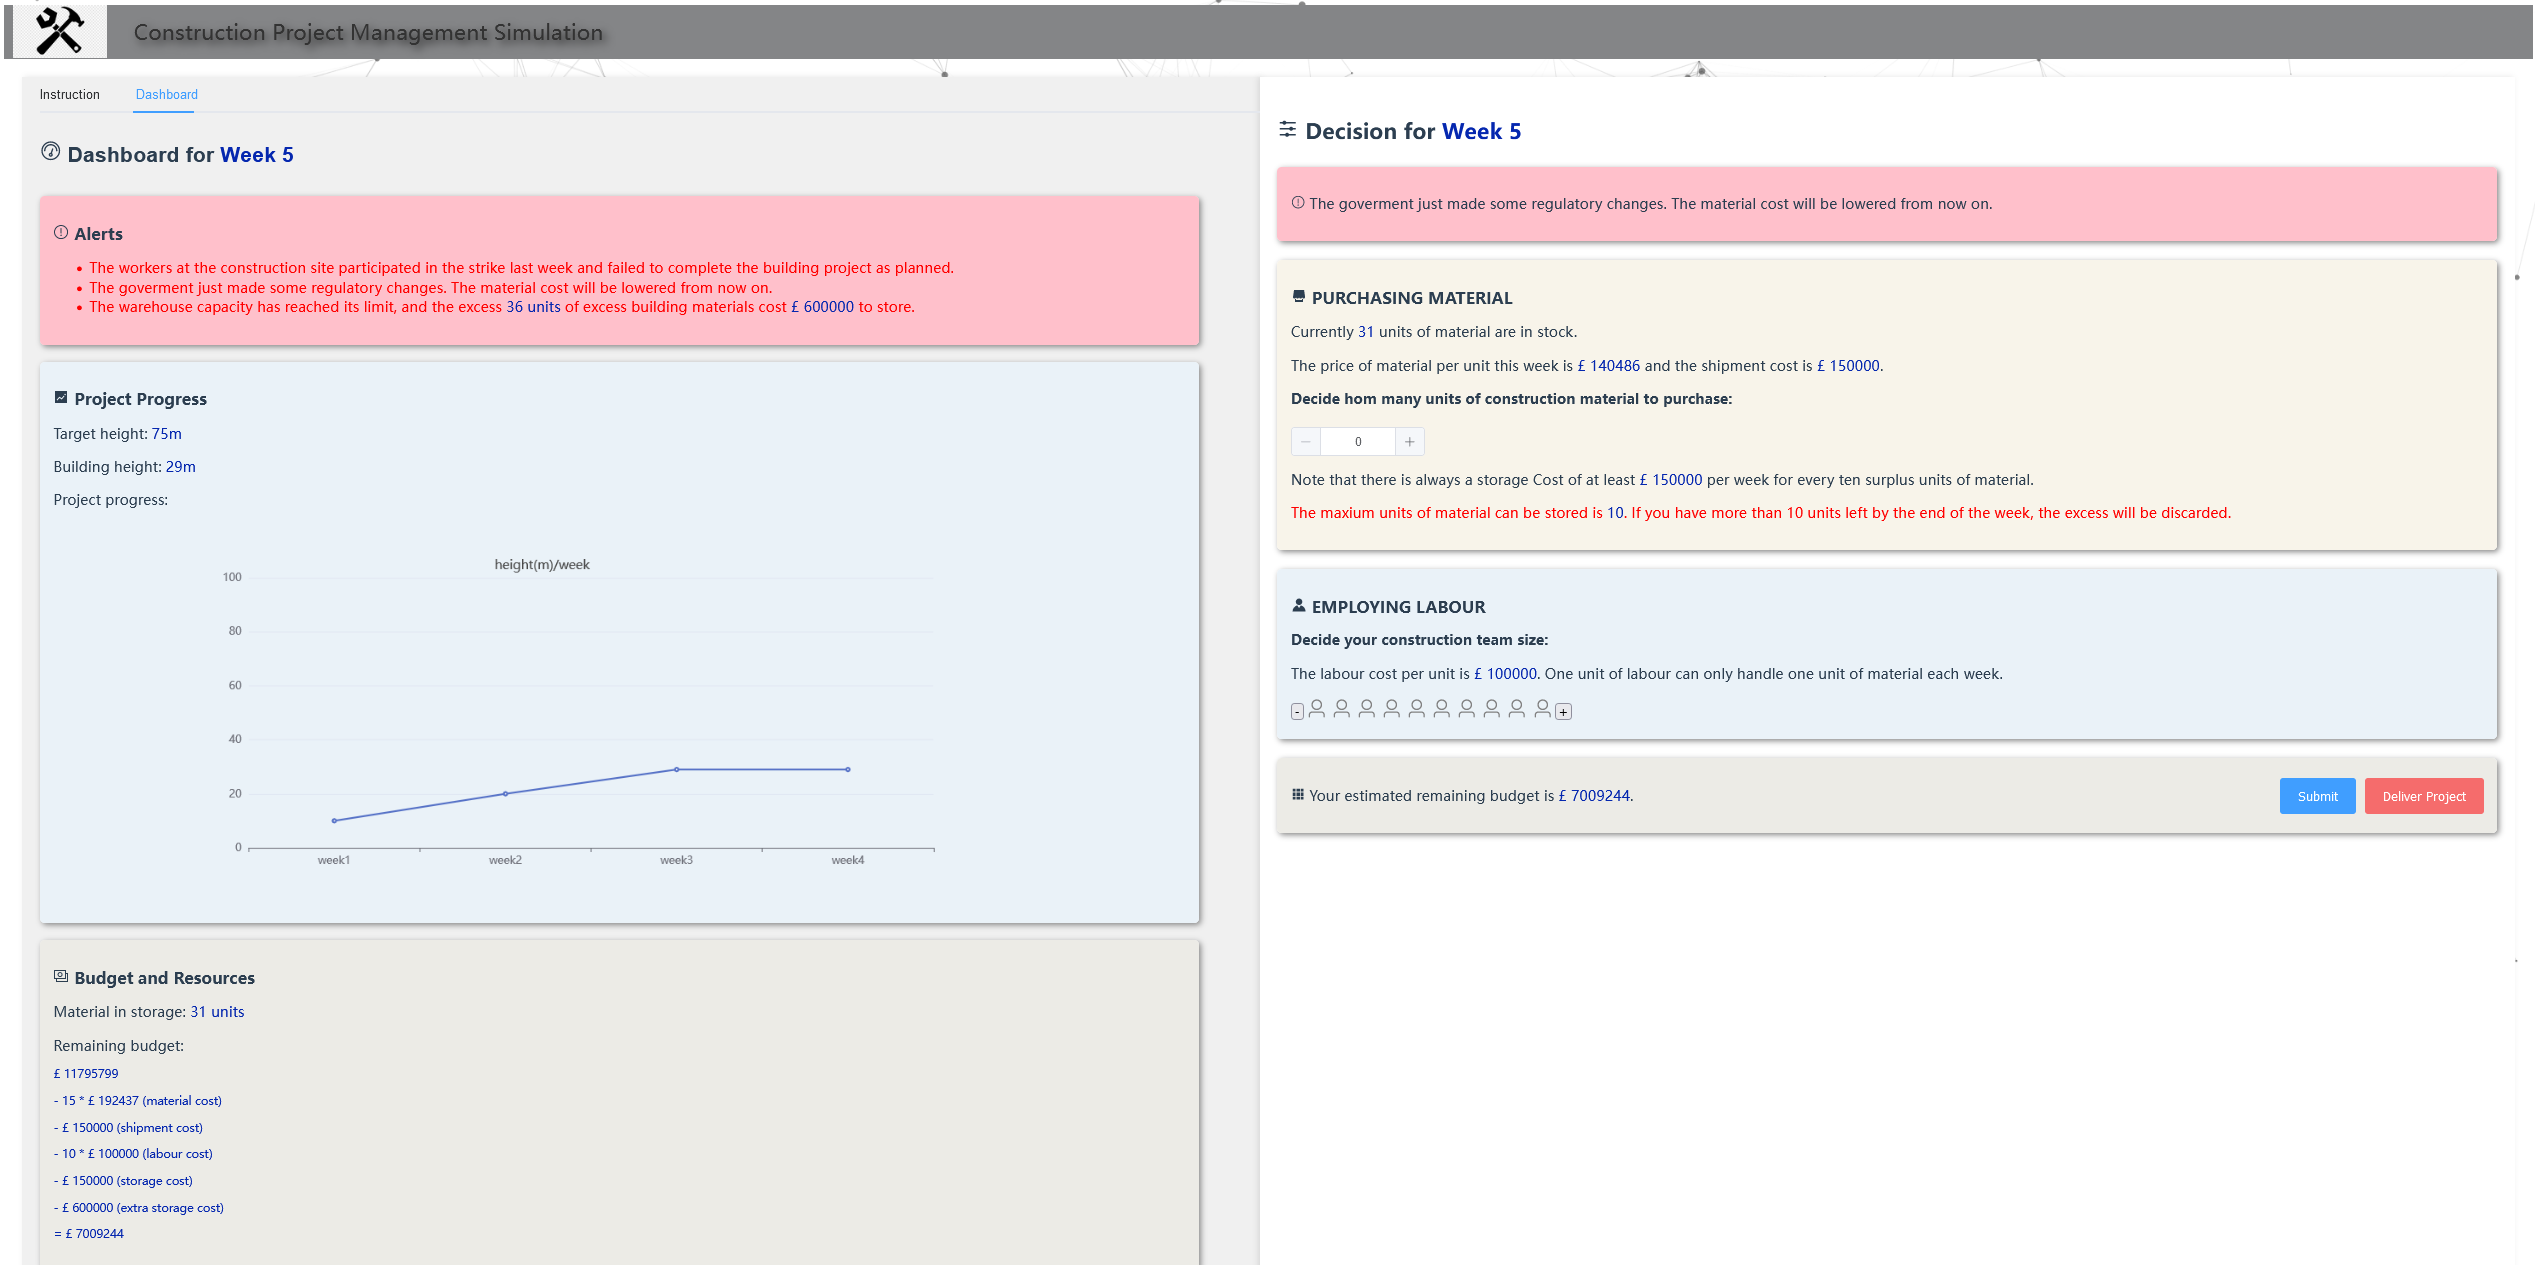 Construction Project Management Simulation
Instruction
Dashboard
Dashboard for Week 5
Alerts
• The workers at the construction site participated in the strike last week and failed to complete the building project as planned.
• The goverment just made some regulatory changes. The material cost will be lowered from now on.
• The warehouse capacity has reached its limit, and the excess 36 units of excess building materials cost £ 600000 to store.
Project Progress
Target height: 75m
Building height: 29m
Project progress:
height(m)/week
100
80
60
40
20
0
week1
week2
week3
week4
Budget and Resources
Material in storage: 31 units
Remaining budget:
£ 11795799
- 15 * £ 192437 (material cost)
- £ 150000 (shipment cost)
- 10 * £ 100000 (labour cost)
- £ 150000 (storage cost)
- £ 600000 (extra storage cost)
= £ 7009244
Decision for Week 5
The goverment just made some regulatory changes. The material cost will be lowered from now on.
PURCHASING MATERIAL
Currently 31 units of material are in stock.
The price of material per unit this week is £ 140486 and the shipment cost is £ 150000.
Decide hom many units of construction material to purchase:
− 0 +
Note that there is always a storage Cost of at least £ 150000 per week for every ten surplus units of material.
The maxium units of material can be stored is 10. If you have more than 10 units left by the end of the week, the excess will be discarded.
EMPLOYING LABOUR
Decide your construction team size:
The labour cost per unit is £ 100000. One unit of labour can only handle one unit of material each week.
- +
Your estimated remaining budget is £ 7009244.
Submit
Deliver Project